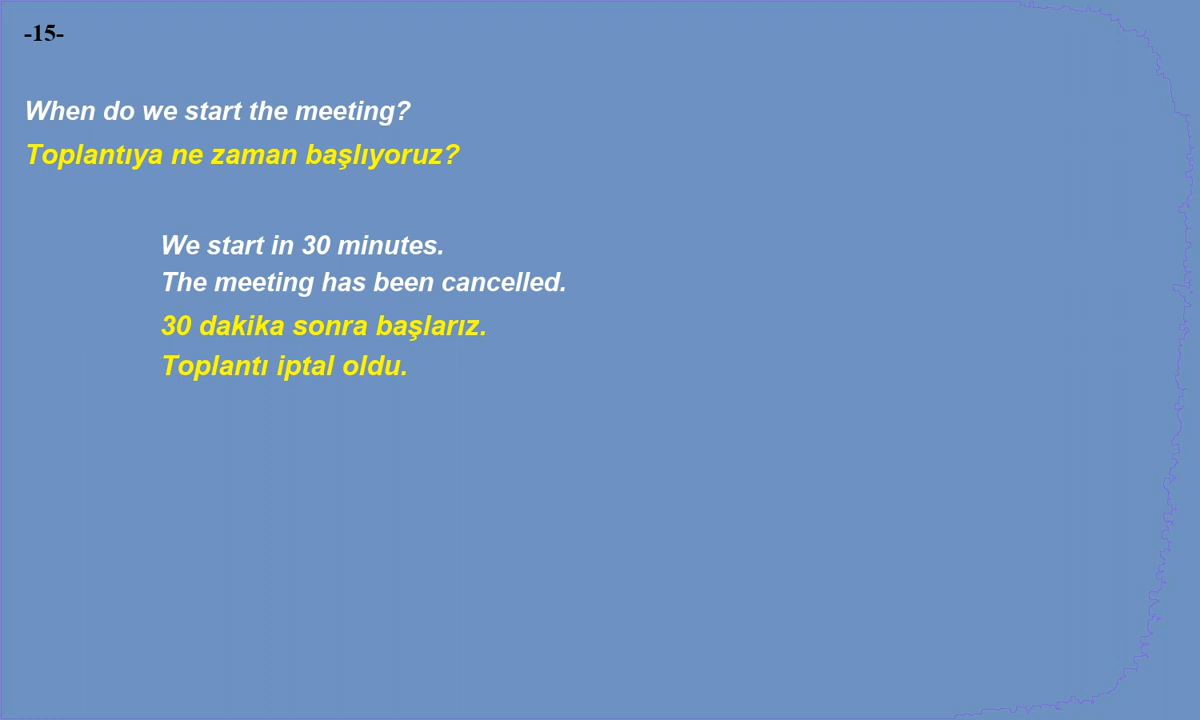 -15-
When do we start the meeting?
Toplantıya ne zaman başlıyoruz?
We start in 30 minutes.
The meeting has been cancelled.
30 dakika sonra başlarız.
Toplantı iptal oldu.